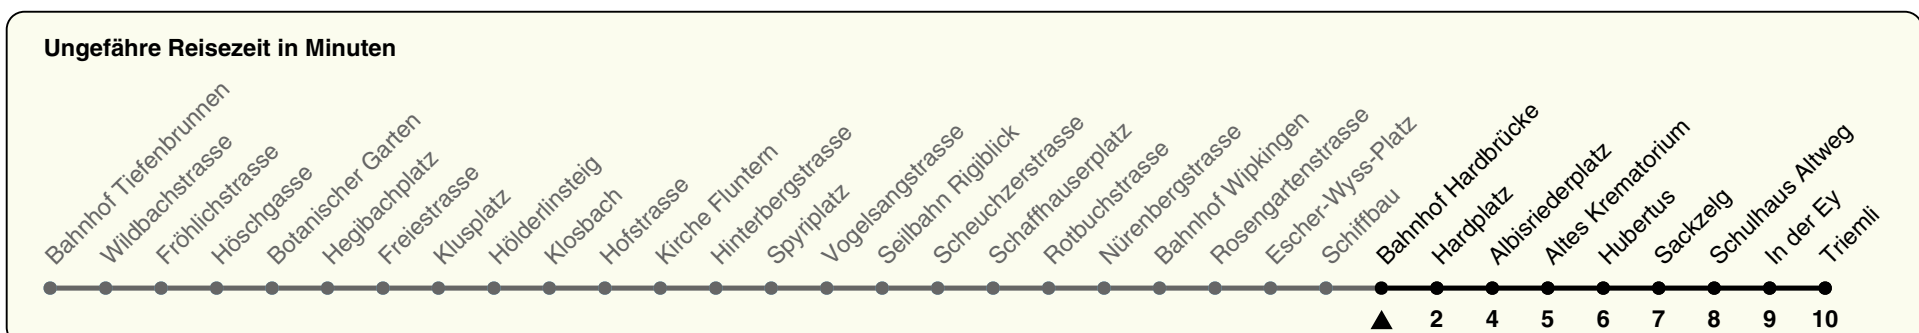 Ungefähre Reisezeit in Minuten
Bahnhof Tiefenbrunnen
Wildbachstrasse
Fröhlichstrasse
Höschgasse
Botanischer Garten
Hegibachplatz
Freiestrasse
Klusplatz
Hölderlinsteig
Klosbach
Hofstrasse
Kirche Fluntern
Hinterbergstrasse
Spyriplatz
Vogelsangstrasse
Seilbahn Rigiblick
Scheuchzerstrasse
Schaffhauserplatz
Rotbuchstrasse
Nürenbergstrasse
Bahnhof Wipkingen
Rosengartenstrasse
Escher-Wyss-Platz
Schiffbau
Bahnhof Hardbrücke
Hardplatz
Albisriederplatz
Altes Krematorium
Hubertus
Sackzelg
Schulhaus Altweg
In der Ey
Triemli
2 4 5 6 7 8 9 10